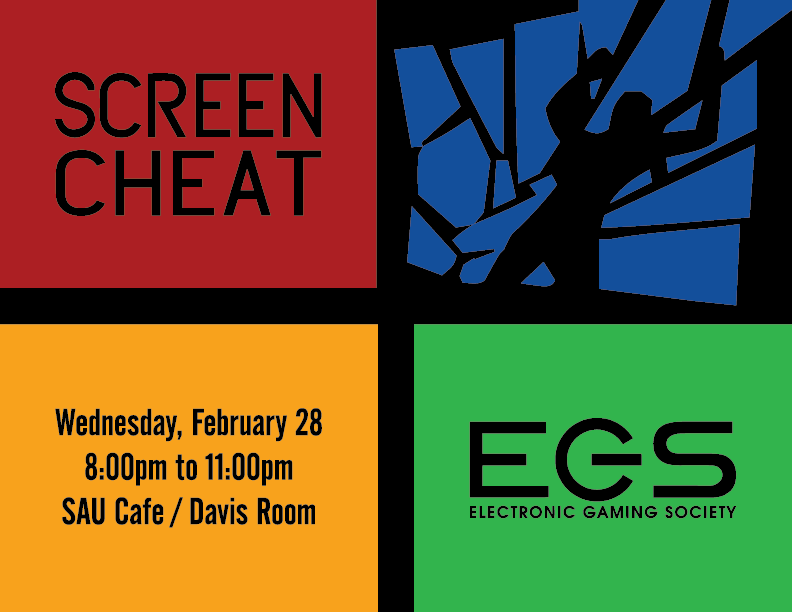 SCREEN
CHEAT
Wednesday, February 28
8:00pm to 11:00pm
SAU Cafe / Davis Room
EGS
ELECTRONIC GAMING SOCIETY